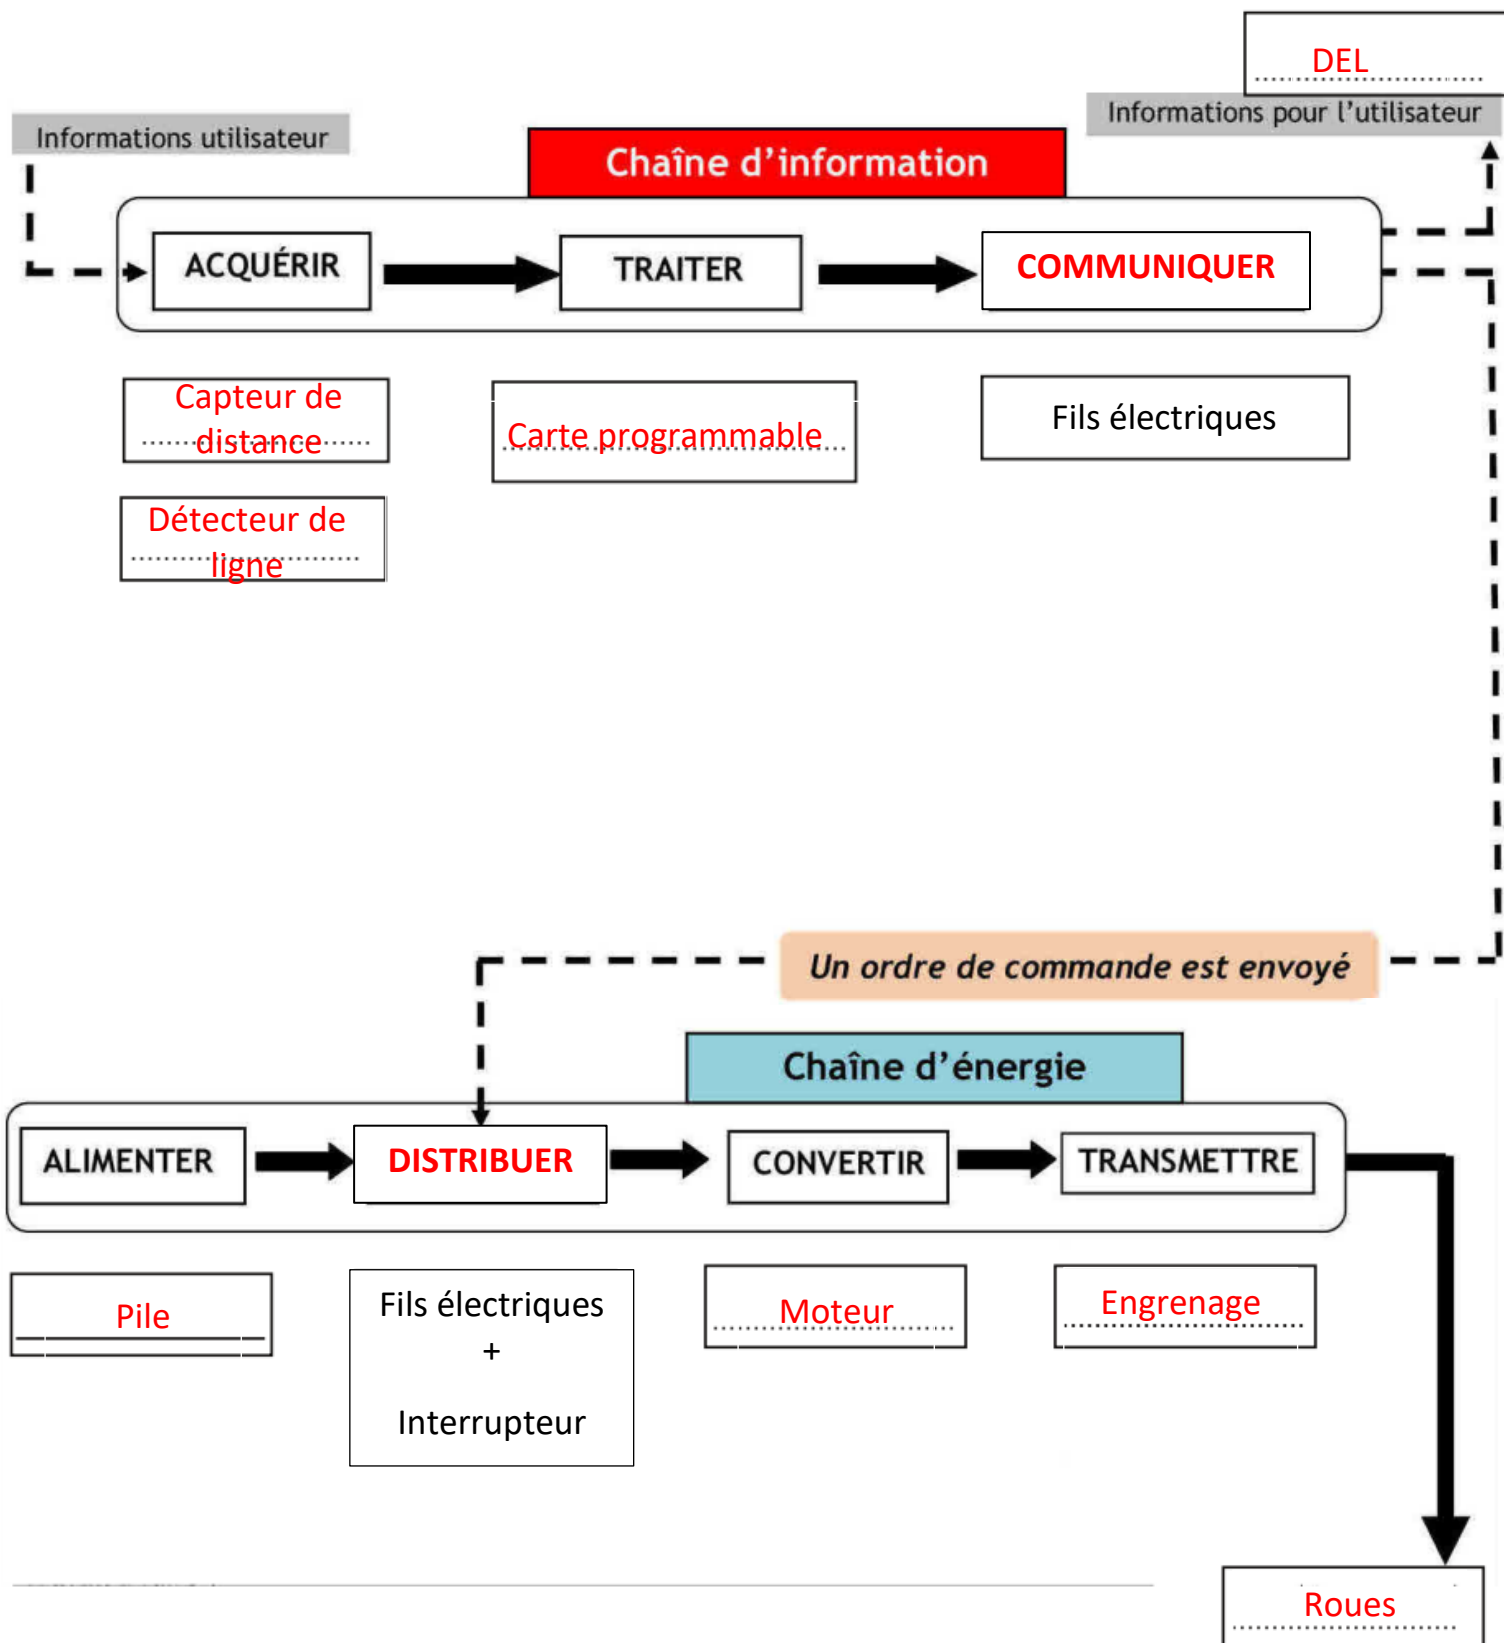 DEL
Informations pour l'utilisateur
Informations utilisateur
Chaîne d'information
ACQUÉRIR
TRAITER
COMMUNIQUER
Capteur de
distance
Carte programmable
Fils électriques
Détecteur de
ligne
Un ordre de commande est envoyé
Chaîne d'énergie
ALIMENTER
DISTRIBUER
CONVERTIR
TRANSMETTRE
Pile
Fils électriques
+
Interrupteur
Moteur
Engrenage
Roues